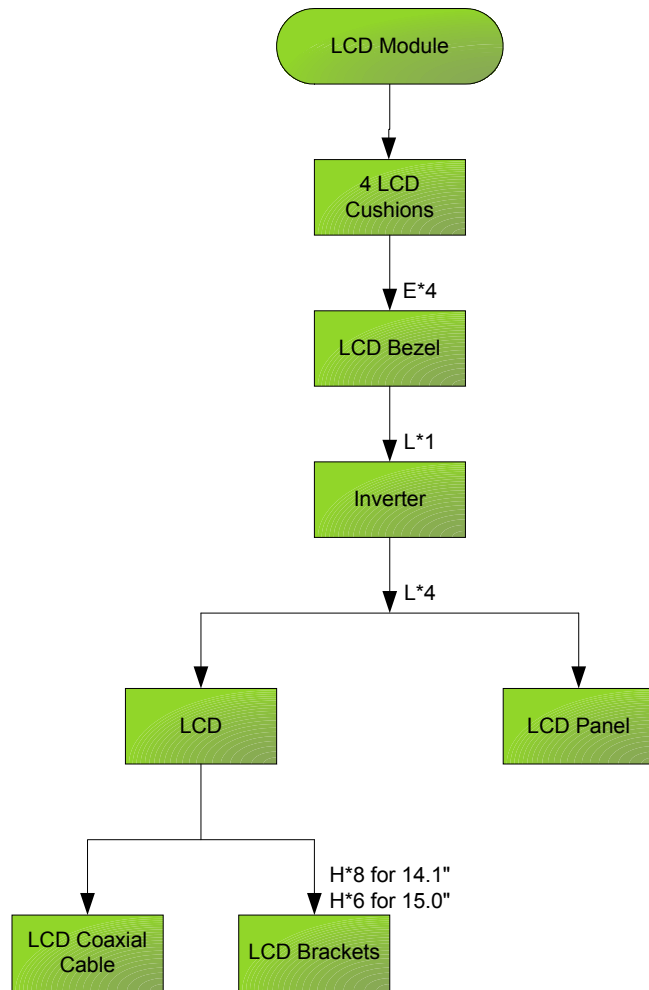 LCD Module
4 LCD
Cushions
E*4
LCD Bezel
L*1
Inverter
L*4
LCD
LCD Panel
H*8 for 14.1"
H*6 for 15.0"
LCD Coaxial
Cable
LCD Brackets